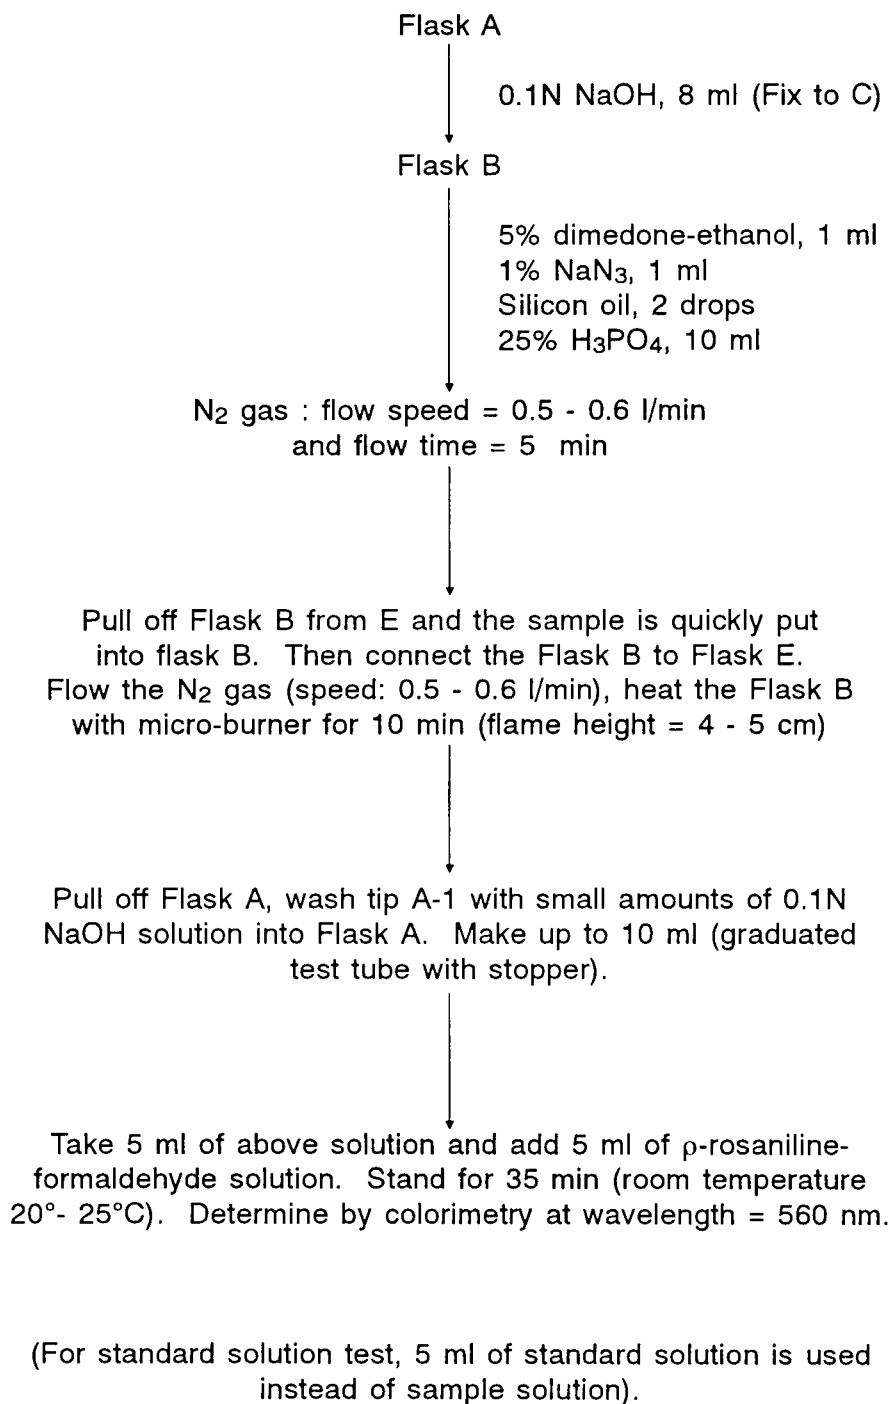 Flask A
0.1N NaOH, 8 ml (Fix to C)
Flask B
5% dimedone-ethanol, 1 ml
1% NaN3, 1 ml
Silicon oil, 2 drops
25% H3PO4, 10 ml
N2 gas : flow speed = 0.5 - 0.6 l/min
and flow time = 5 min
Pull off Flask B from E and the sample is quickly put
into flask B. Then connect the Flask B to Flask E.
Flow the N2 gas (speed: 0.5 - 0.6 l/min), heat the Flask B
with micro-burner for 10 min (flame height = 4 - 5 cm)
Pull off Flask A, wash tip A-1 with small amounts of 0.1N
NaOH solution into Flask A. Make up to 10 ml (graduated
test tube with stopper).
Take 5 ml of above solution and add 5 ml of ρ-rosaniline-
formaldehyde solution. Stand for 35 min (room temperature
20°- 25°C). Determine by colorimetry at wavelength = 560 nm.
(For standard solution test, 5 ml of standard solution is used
instead of sample solution).